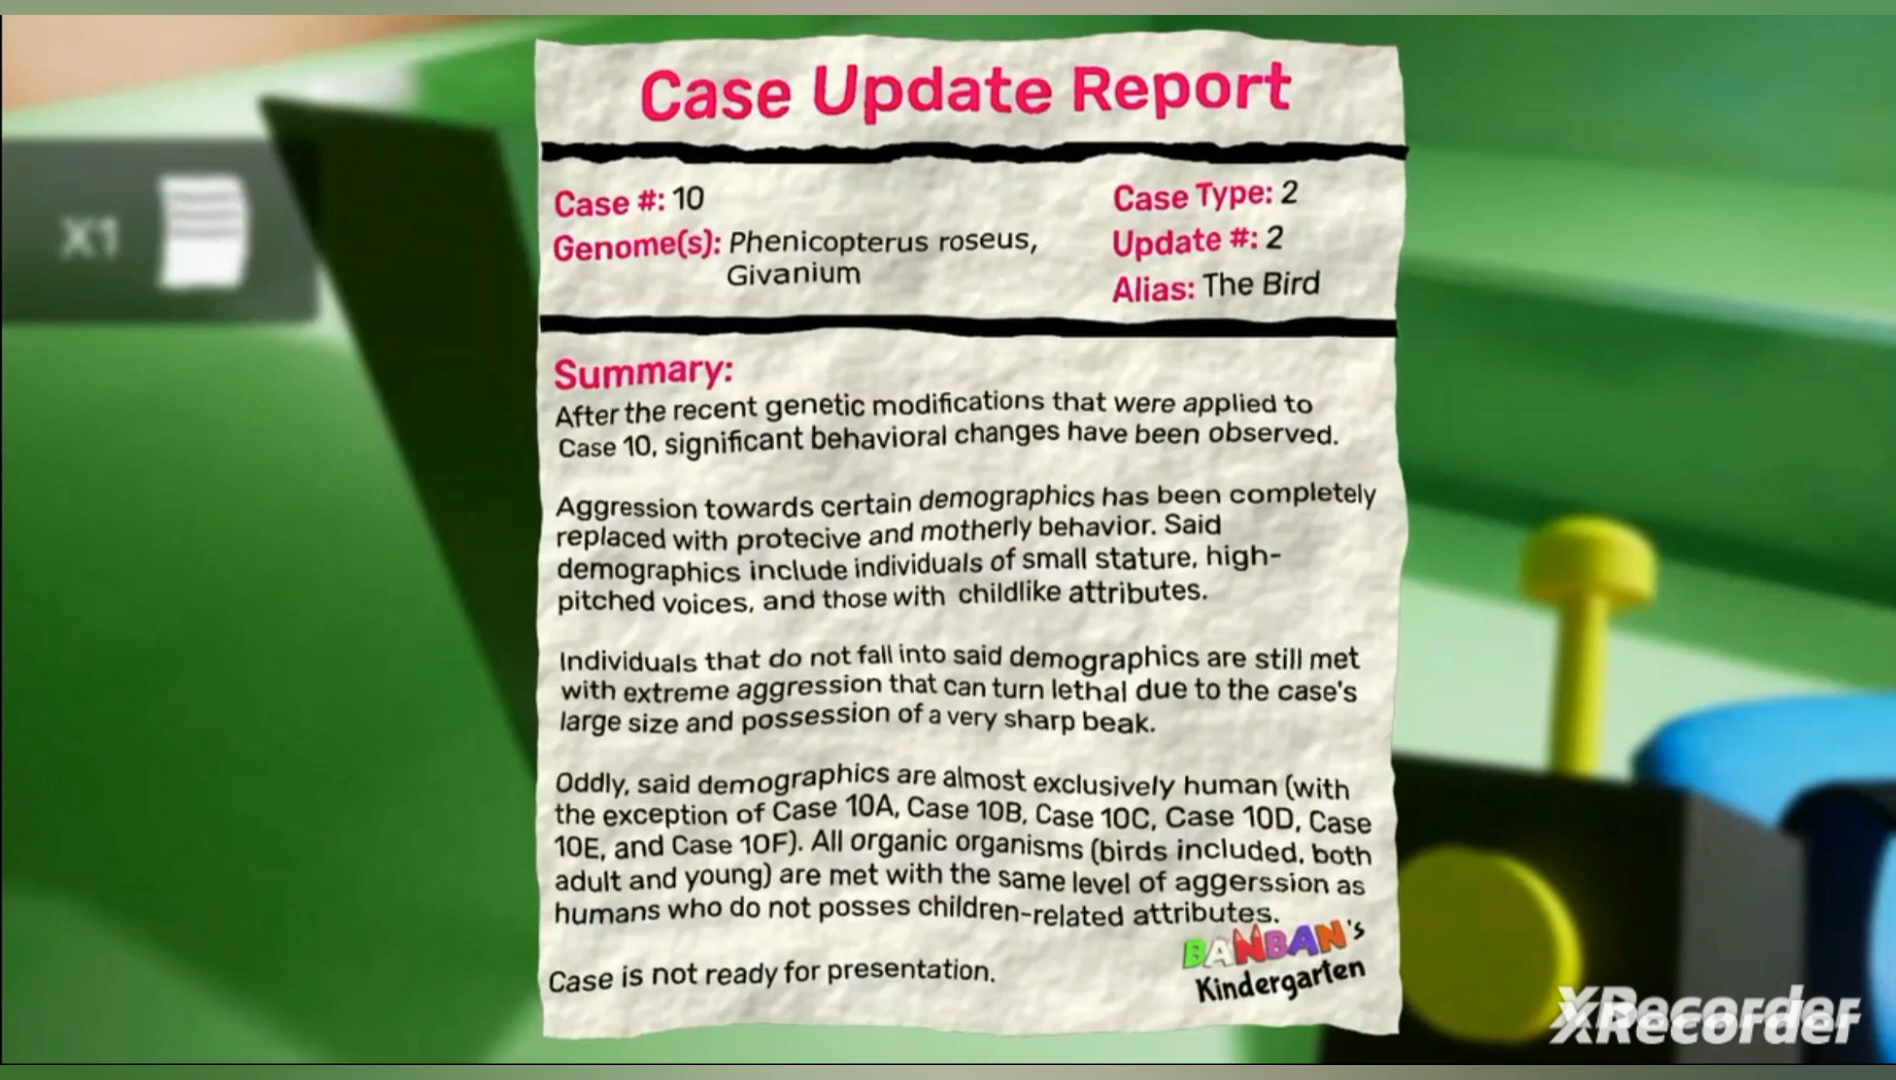 Case Update Report
X1
Case #: 10
Genome(s): Phenicopterus roseus,
Givanium
Case Type: 2
Update #: 2
Alias: The Bird
Summary:
After the recent genetic modifications that were applied to
Case 10, significant behavioral changes have been observed.
Aggression towards certain demographics has been completely
replaced with protecive and motherly behavior. Said
demographics include individuals of small stature, high-
pitched voices, and those with childlike attributes.
Individuals that do not fall into said demographics are still met
with extreme aggression that can turn lethal due to the case's
large size and possession of a very sharp beak.
Oddly, said demographics are almost exclusively human (with
the exception of Case 10A, Case 10B, Case 10C, Case 10D, Case
10E, and Case 10F). All organic organisms (birds included, both
adult and young) are met with the same level of aggerssion as
humans who do not posses children-related attributes.
Case is not ready for presentation.
BANBAN's
Kindergarten
XRecorder